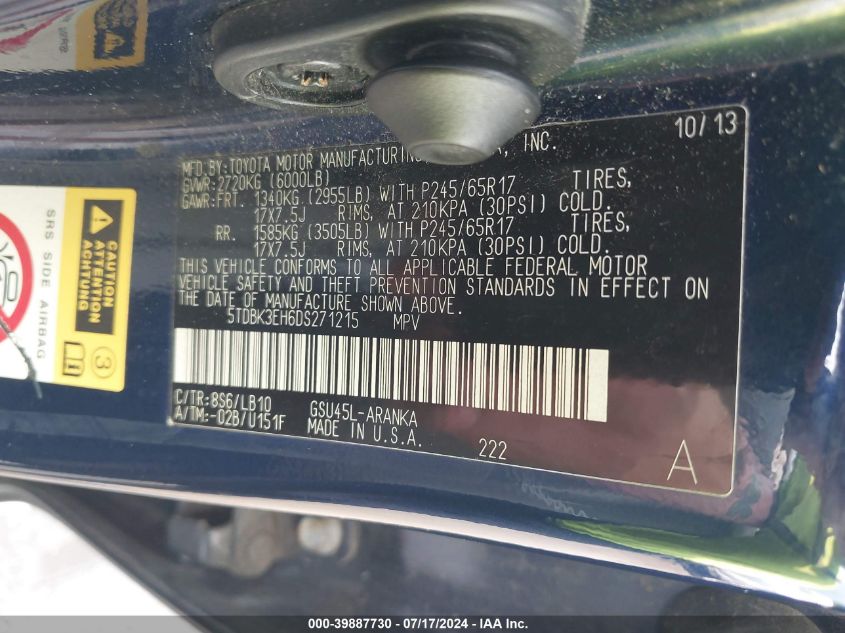 10/13
MFD.BY:TOYOTA MOTOR MANUFACTURING, INC.
GVWR:2720KG (6000LB)
GAWR:FRT. 1340KG (2955LB) WITH P245/65R17 TIRES,
17X7.5J RIMS, AT 210KPA (30PSI) COLD.
RR. 1585KG (3505LB) WITH P245/65R17 TIRES,
17X7.5J RIMS, AT 210KPA (30PSI) COLD.
THIS VEHICLE CONFORMS TO ALL APPLICABLE FEDERAL MOTOR
VEHICLE SAFETY AND THEFT PREVENTION STANDARDS IN EFFECT ON
THE DATE OF MANUFACTURE SHOWN ABOVE.
5TDBK3EH6DS271215 MPV
C/TR:8S6/LB10 GSU45L-ARANKA
A/TM:-02B/U151F MADE IN U.S.A.
222
A
SRS SIDE AIRBAG
CAUTION
ATTENTION
ACHTUNG
3
000-39887730 - 07/17/2024 - IAAI.com